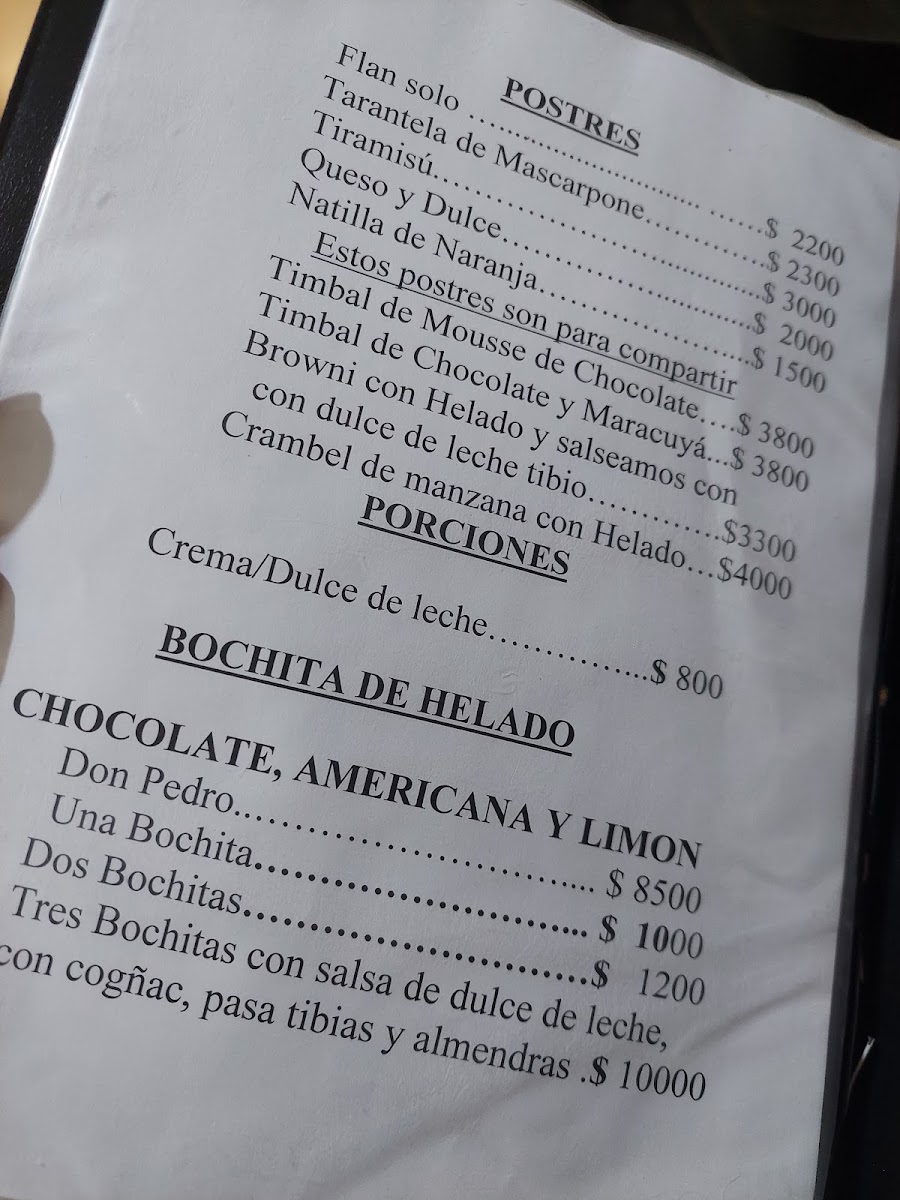 POSTRES
Flan solo .................................. ......$ 2200
Tarantela de Mascarpone..................$ 2300
Tiramisú.............................................$ 3000
Queso y Dulce...................................$ 2000
Natilla de Naranja..............................$ 1500
Estos postres son para compartir
Timbal de Mousse de Chocolate....$ 3800
Timbal de Chocolate y Maracuyá...$ 3800
Browni con Helado y salseamos con
con dulce de leche tibio................$3300
Crambel de manzana con Helado...$4000
PORCIONES
Crema/Dulce de leche..................$ 800
BOCHITA DE HELADO
CHOCOLATE, AMERICANA Y LIMON
Don Pedro..................................... $ 8500
Una Bochita.................................... $ 1000
Dos Bochitas...................................$ 1200
Tres Bochitas con salsa de dulce de leche,
con cogñac, pasa tibias y almendras .$ 10000